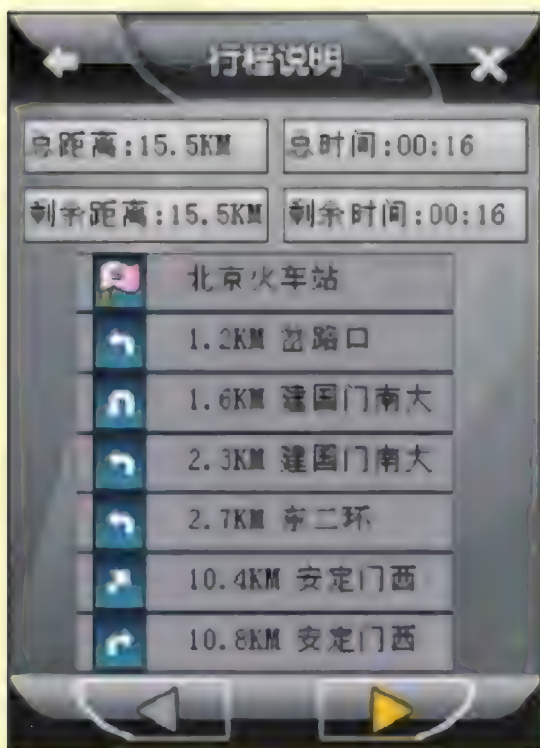 行程说明
总距离:15.5KM 总时间:00:16
剩余距离:15.5KM 剩余时间:00:16
北京火车站
1.2KM 岔路口
1.6KM 建国门南大
2.3KM 建国门南大
2.7KM 东二环
10.4KM 安定门西
10.8KM 安定门西